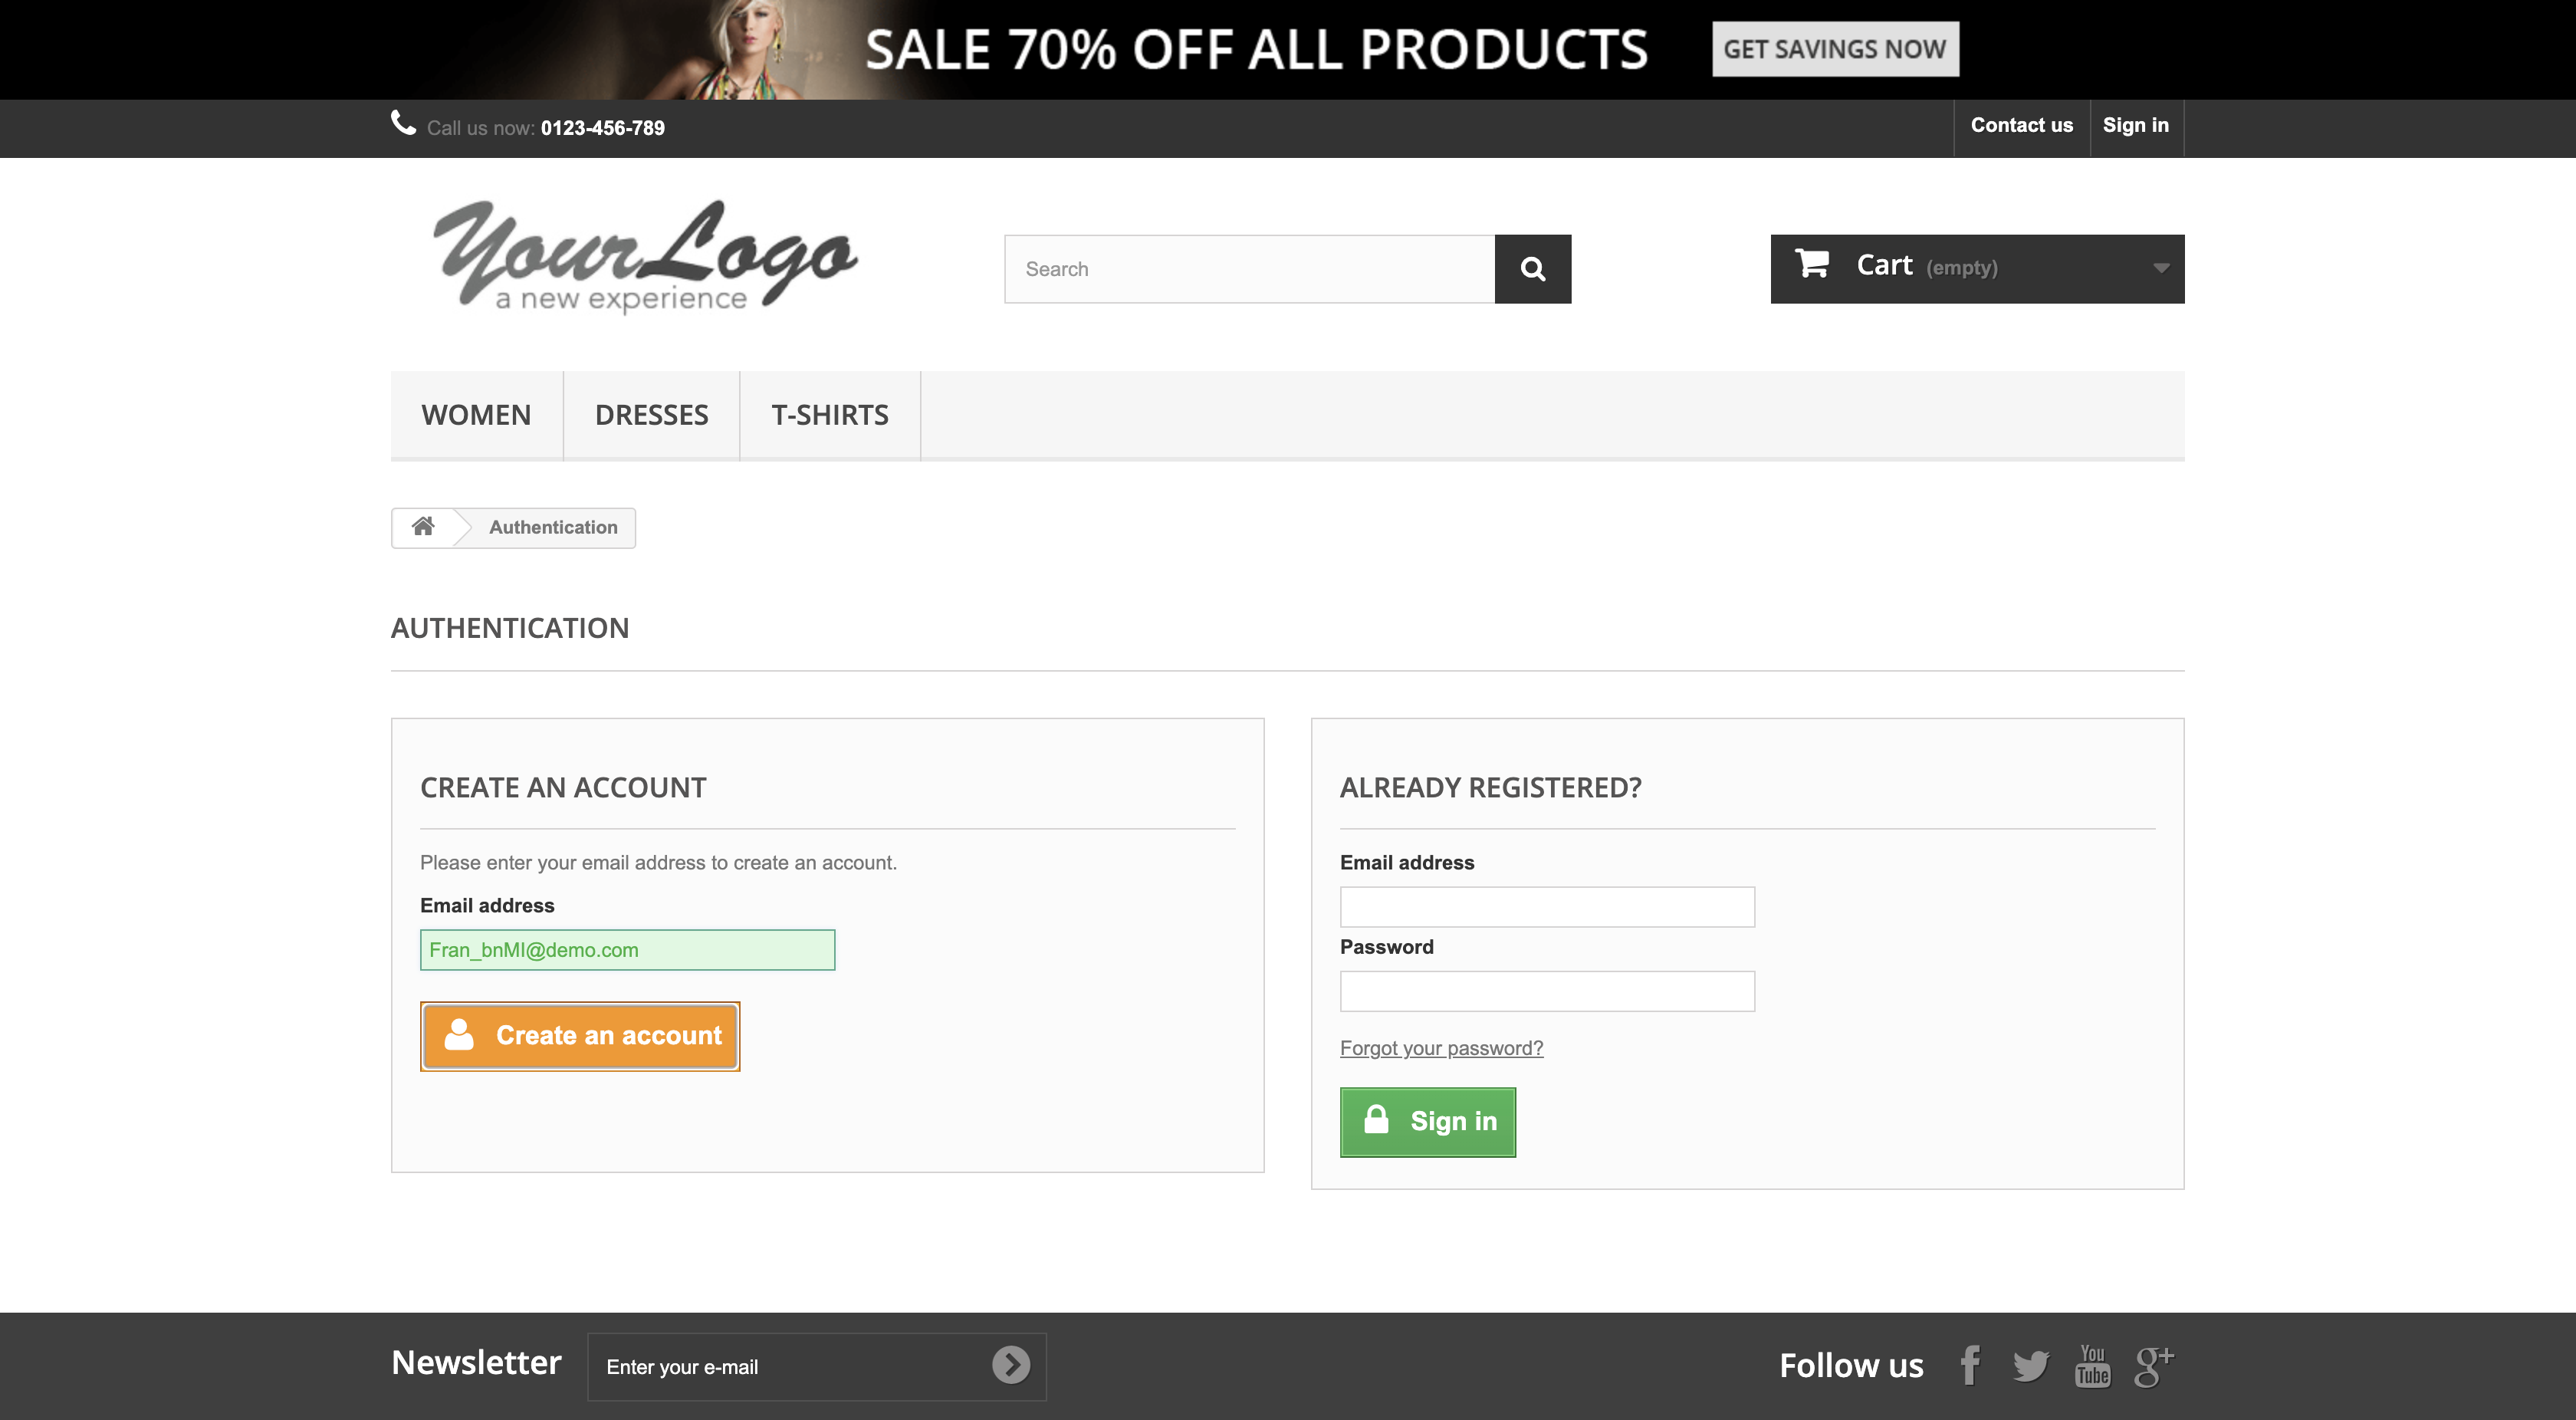 SALE 70% OFF ALL PRODUCTS
GET SAVINGS NOW
Call us now: 0123-456-789
Contact us
Sign in
YourLogo
a new experience
Search
Cart (empty)
WOMEN
DRESSES
T-SHIRTS
Authentication
AUTHENTICATION
CREATE AN ACCOUNT
Please enter your email address to create an account.
Email address
Fran_bnMI@demo.com
Create an account
ALREADY REGISTERED?
Email address
Password
Forgot your password?
Sign in
Newsletter
Enter your e-mail
Follow us
You
Tube
g+